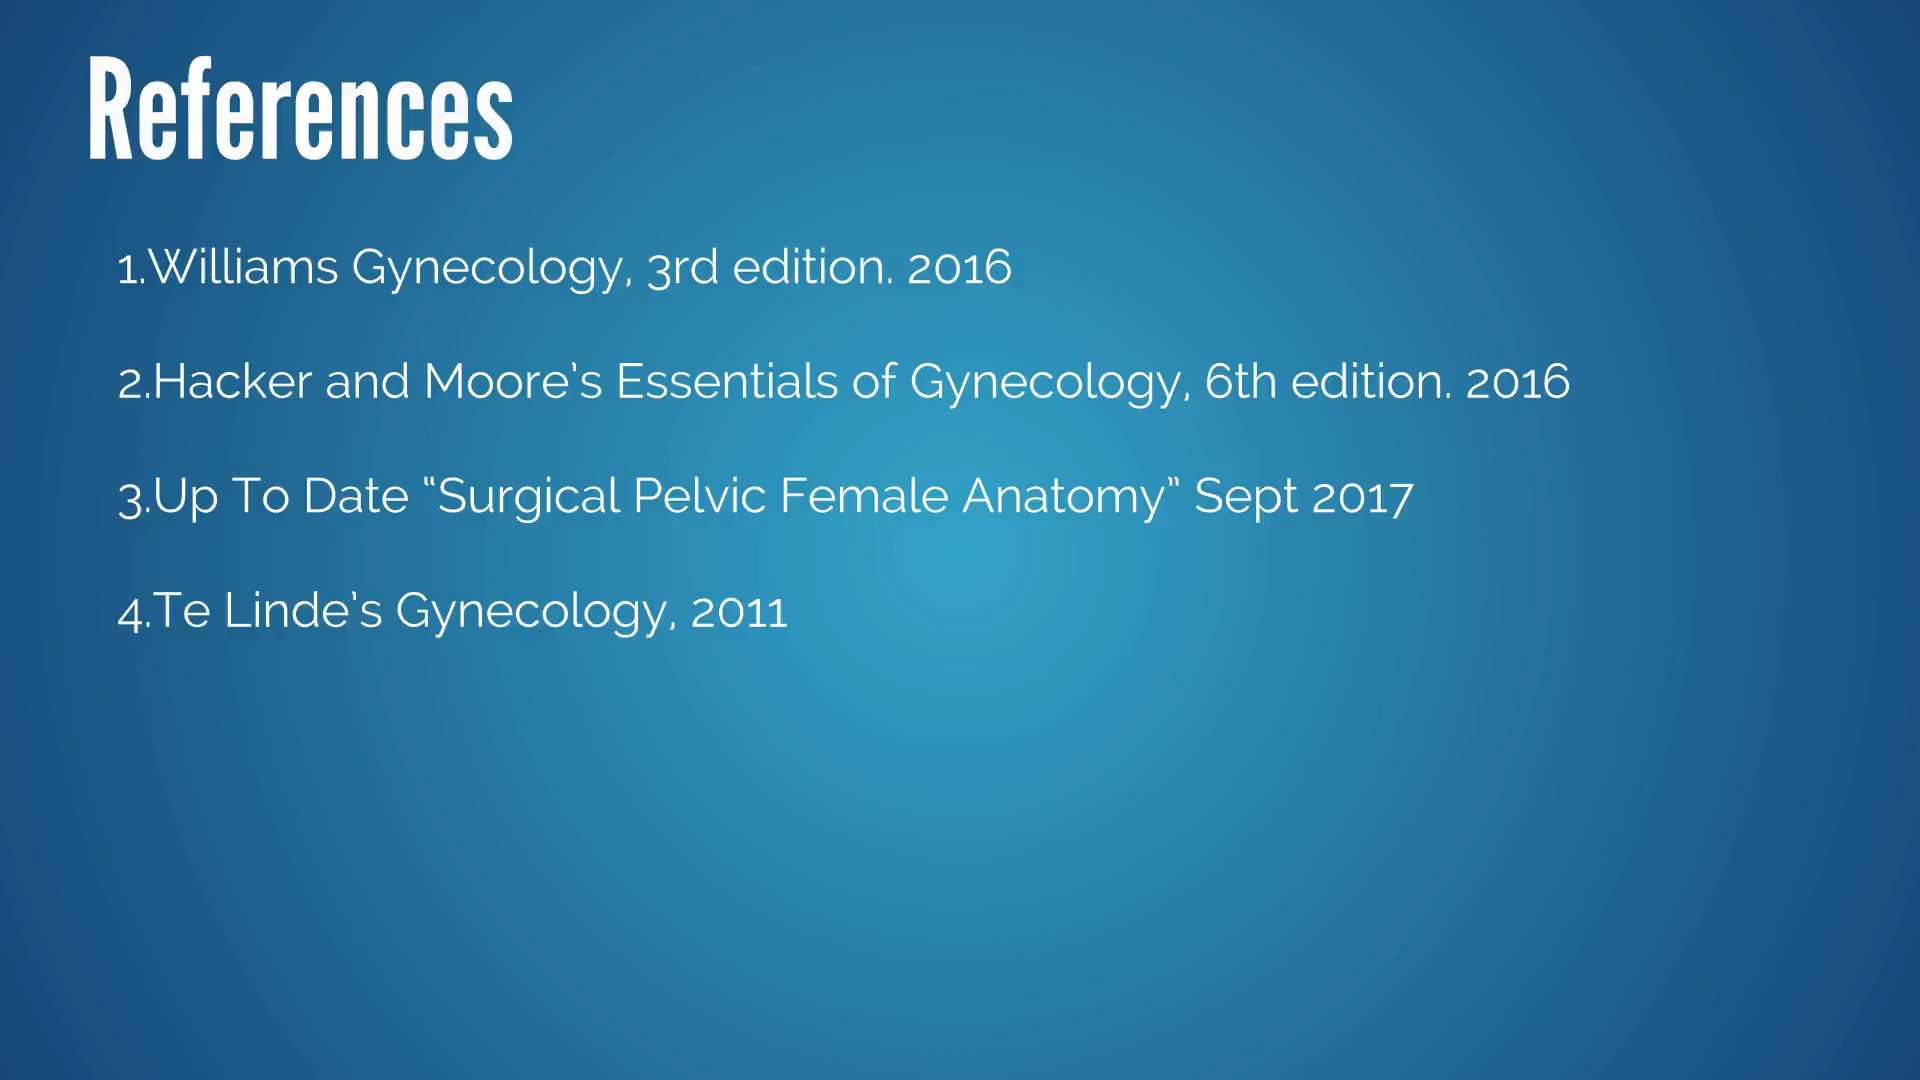 References
1.Williams Gynecology, 3rd edition. 2016
2.Hacker and Moore’s Essentials of Gynecology, 6th edition. 2016
3.Up To Date “Surgical Pelvic Female Anatomy” Sept 2017
4.Te Linde’s Gynecology, 2011